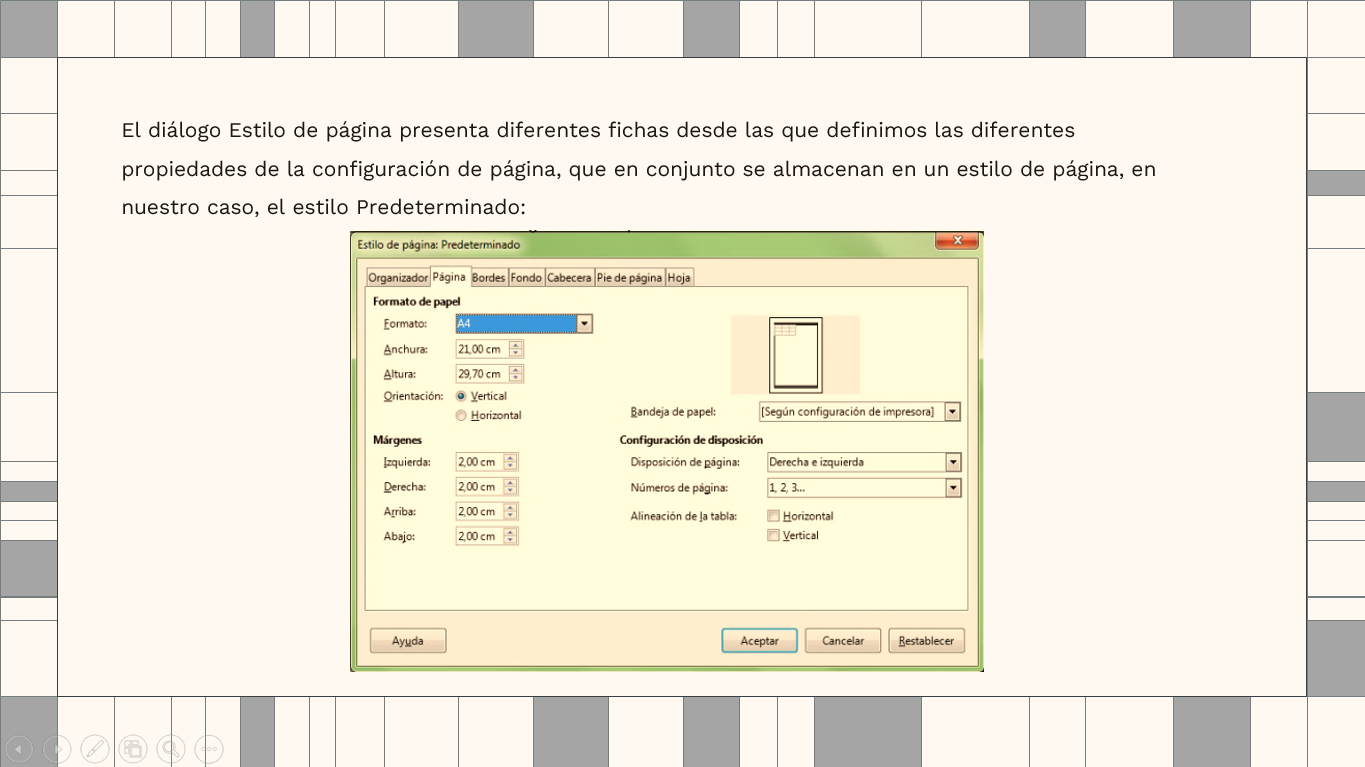 El diálogo Estilo de página presenta diferentes fichas desde las que definimos las diferentes
propiedades de la configuración de página, que en conjunto se almacenan en un estilo de página, en
nuestro caso, el estilo Predeterminado:
Estilo de página: Predeterminado
Organizador Página Bordes Fondo Cabecera Pie de página Hoja
Formato de papel
Formato: A4
Anchura: 21,00 cm
Altura: 29,70 cm
Orientación: Vertical
Horizontal
Bandeja de papel: [Según configuración de impresora]
Márgenes
Izquierda: 2,00 cm
Derecha: 2,00 cm
Arriba: 2,00 cm
Abajo: 2,00 cm
Configuración de disposición
Disposición de página: Derecha e izquierda
Números de página: 1, 2, 3...
Alineación de la tabla: Horizontal
Vertical
Ayuda Aceptar Cancelar Restablecer